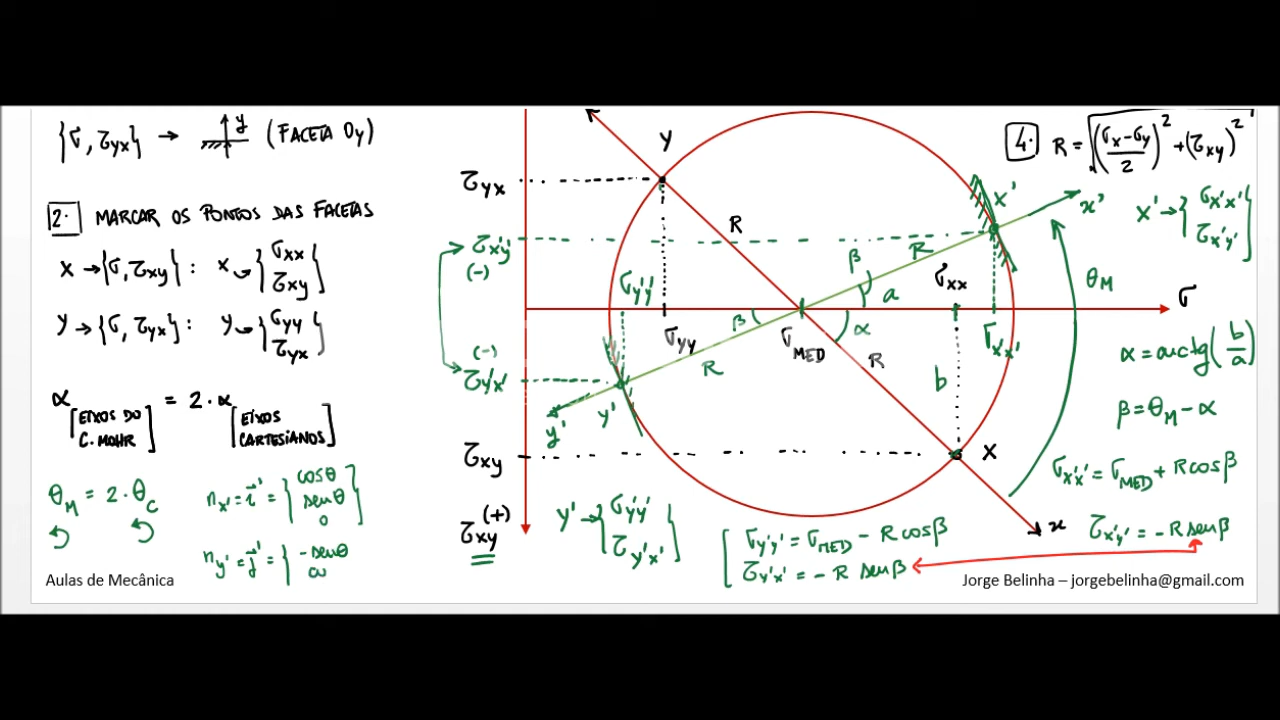 {σ, τyx} → y (FACETA Oy)
2. MARCAR OS PONTOS DAS FACETAS
X → {σ, τxy} : X → {σxx τxy}
Y → {σ, τyx} : Y → {σyy τyx}
α [EIXOS DO C. MOHR] = 2·α [EIXOS CARTESIANOS]
θM = 2·θC
nx' = i' = {cosθ senθ 0}
ny' = j' = {-senθ co
Aulas de Mecânica
Y
τyx
τx'y'
(-)
σy'y'
R
β
R
a
σxx
X'
x'
θM
σ
β
σyy
σMED
α
σx'x'
(-)
τy'x'
R
R
b
y'
y'
τxy
X
(+)
τxy
x
Y' → {σy'y' τy'x'}
σy'y' = σMED - R cosβ
τy'x' = - R senβ
4. R = √((σx-σy)/2)² + (τxy)²
X' → {σx'x' τx'y'}
α = arctg(b/a)
β = θM - α
σx'x' = σMED + R cosβ
τx'y' = - R senβ
Jorge Belinha – jorgebelinha@gmail.com